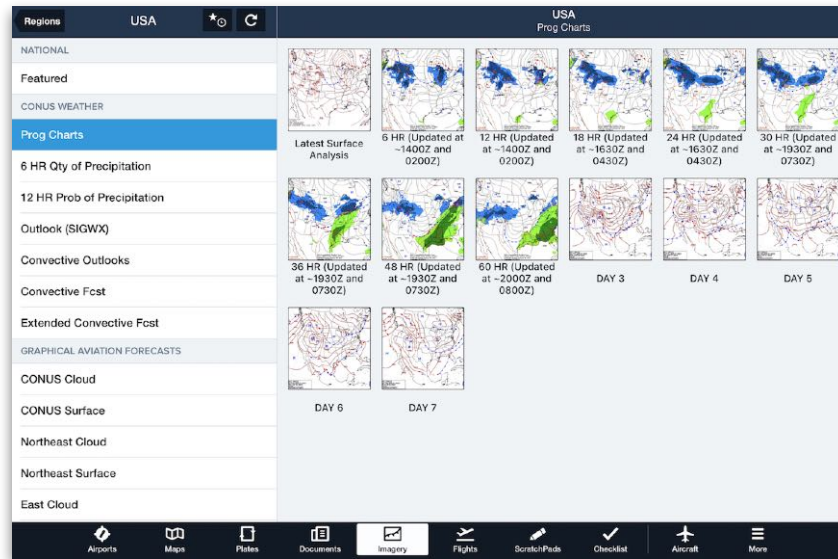 Regions
USA
NATIONAL
Featured
CONUS WEATHER
Prog Charts
6 HR Qty of Precipitation
12 HR Prob of Precipitation
Outlook (SIGWX)
Convective Outlooks
Convective Fcst
Extended Convective Fcst
GRAPHICAL AVIATION FORECASTS
CONUS Cloud
CONUS Surface
Northeast Cloud
Northeast Surface
East Cloud
USA
Prog Charts
Latest Surface
Analysis
6 HR (Updated at
~1400Z and
0200Z)
12 HR (Updated
at ~1400Z and
0200Z)
18 HR (Updated
at ~1630Z and
0430Z)
24 HR (Updated
at ~1630Z and
0430Z)
30 HR (Updated
at ~1930Z and
0730Z)
36 HR (Updated
at ~1930Z and
0730Z)
48 HR (Updated
at ~1930Z and
0730Z)
60 HR (Updated
at ~2000Z and
0800Z)
DAY 3
DAY 4
DAY 5
DAY 6
DAY 7
Airports
Maps
Plates
Documents
Imagery
Flights
ScratchPads
Checklist
Aircraft
More